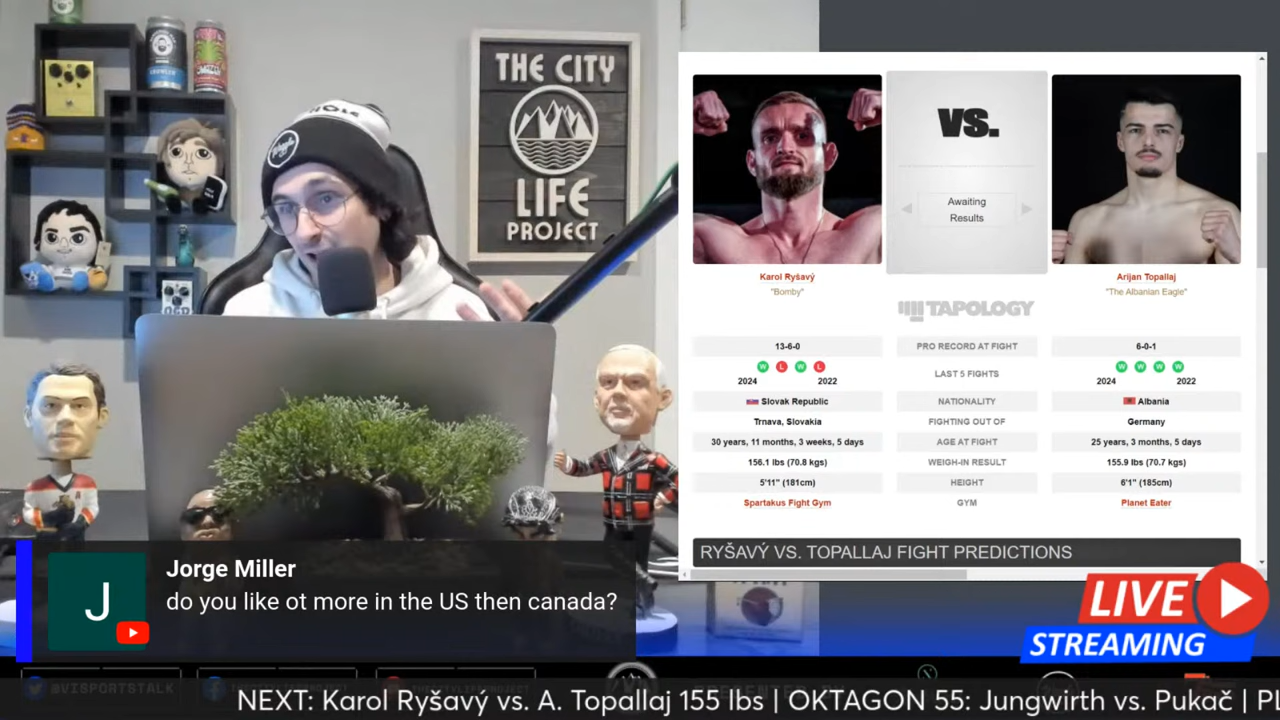 THE CITY
LIFE
PROJECT
VS.
Awaiting
Results
Karol Ryšavý
"Bomby"
Arijan Topallaj
"The Albanian Eagle"
TAPOLOGY
13-6-0
PRO RECORD AT FIGHT
6-0-1
W L W L
LAST 5 FIGHTS
W W W W
2024 2022
2024 2022
Slovak Republic
NATIONALITY
Albania
Trnava, Slovakia
FIGHTING OUT OF
Germany
30 years, 11 months, 3 weeks, 5 days
AGE AT FIGHT
25 years, 3 months, 5 days
156.1 lbs (70.8 kgs)
WEIGH-IN RESULT
155.9 lbs (70.7 kgs)
5'11" (181cm)
HEIGHT
6'1" (185cm)
Spartakus Fight Gym
GYM
Planet Eater
RYŠAVÝ VS. TOPALLAJ FIGHT PREDICTIONS
J
Jorge Miller
do you like ot more in the US then canada?
LIVE
STREAMING
@VISPORTSTALK
NEXT: Karol Ryšavý vs. A. Topallaj 155 lbs | OKTAGON 55: Jungwirth vs. Pukač |